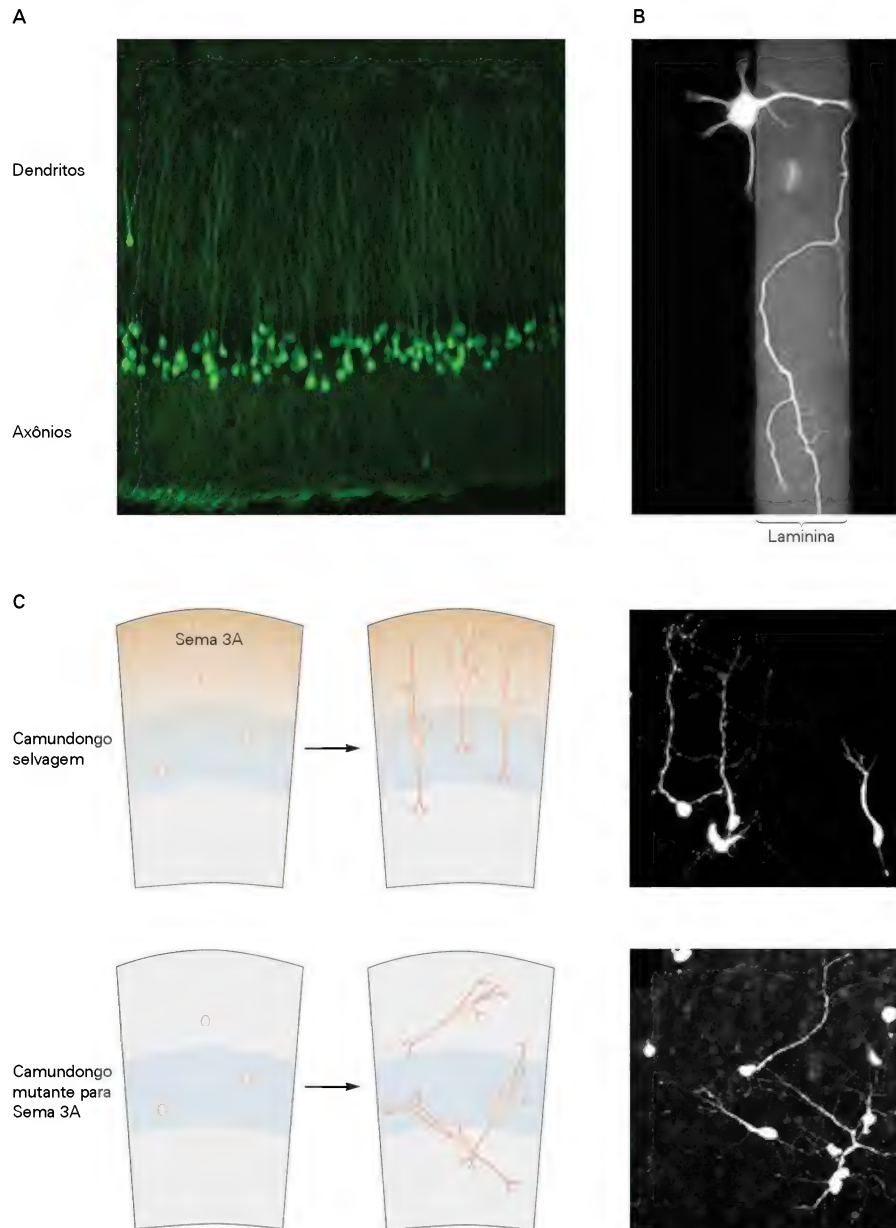 A
B
Dendritos
Axônios
Laminina
C
Sema 3A
Camundongo
selvagem
Camundongo
mutante para
Sema 3A